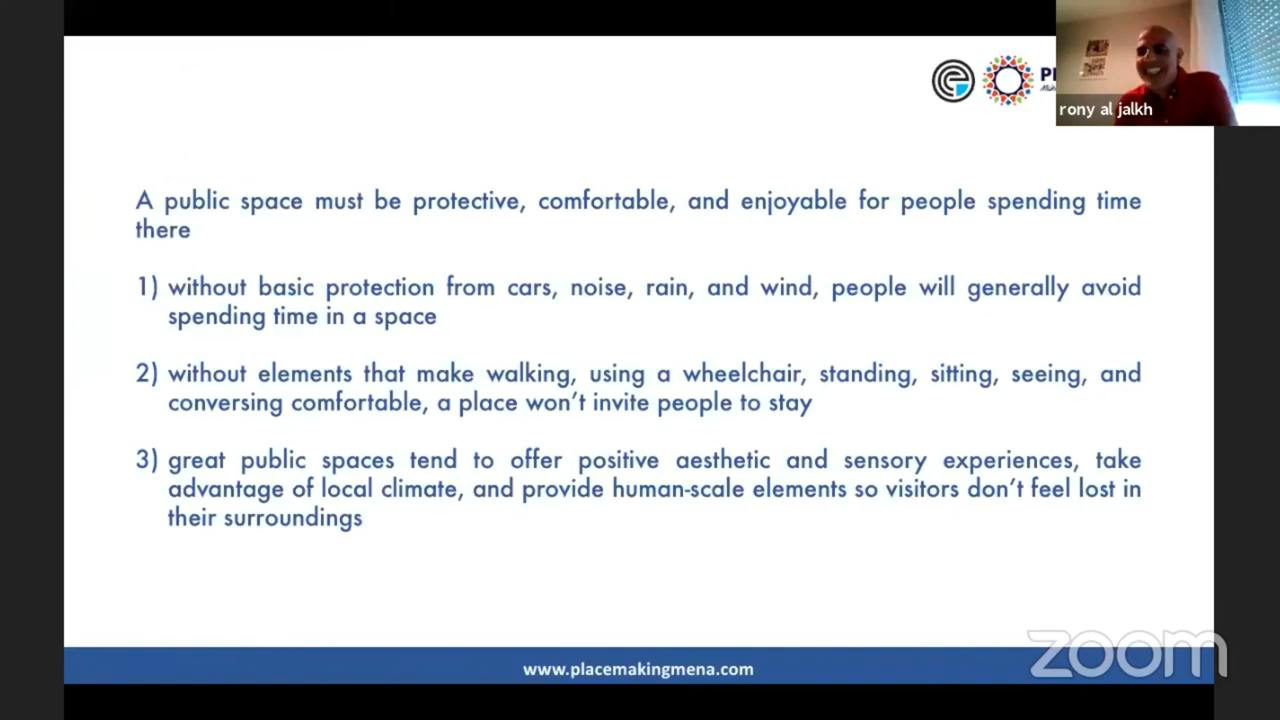 rony al jalkh
A public space must be protective, comfortable, and enjoyable for people spending time
there
1) without basic protection from cars, noise, rain, and wind, people will generally avoid
spending time in a space
2) without elements that make walking, using a wheelchair, standing, sitting, seeing, and
conversing comfortable, a place won't invite people to stay
3) great public spaces tend to offer positive aesthetic and sensory experiences, take
advantage of local climate, and provide human-scale elements so visitors don't feel lost in
their surroundings
www.placemakingmena.com
zoom